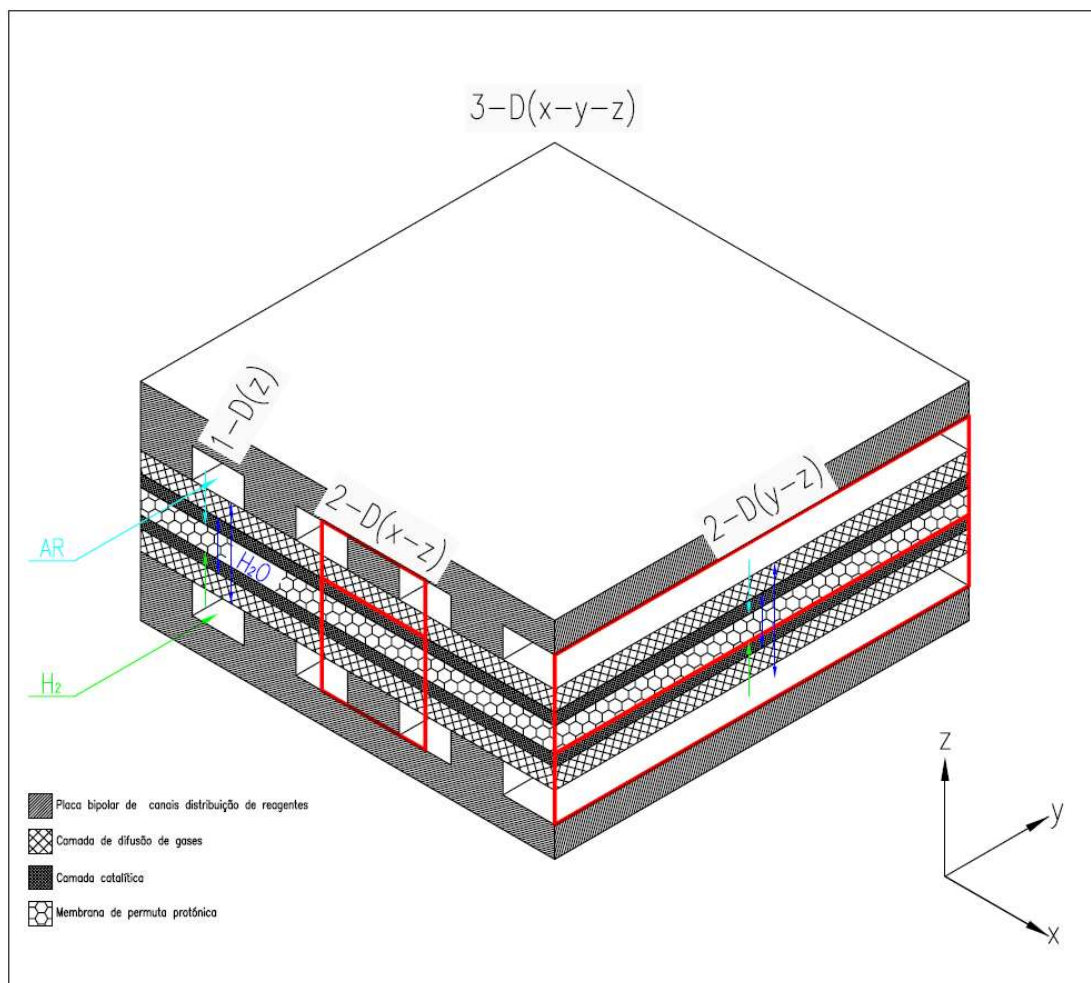 3-D(x-y-z)
1-D(z)
2-D(x-z)
2-D(y-z)
AR
H₂O
H₂
z
y
x
Placa bipolar de canais distribuição de reagentes
Camada de difusão de gases
Camada catalítica
Membrana de permuta protónica